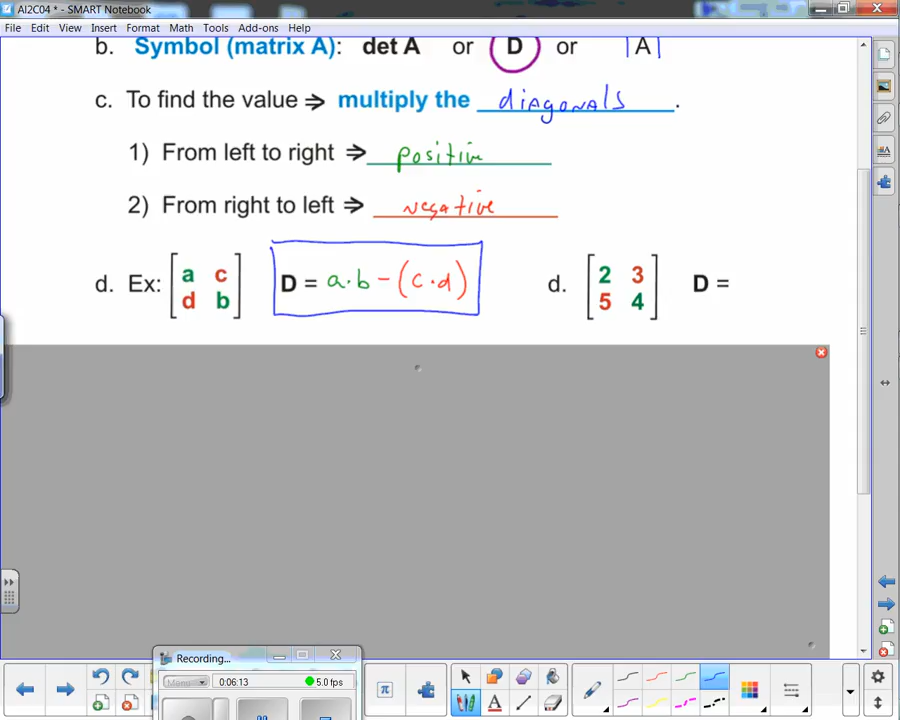 AI2C04 * - SMART Notebook
File Edit View Insert Format Math Tools Add-ons Help
b. Symbol (matrix A): det A or D or |A|
c. To find the value ⇒ multiply the diagonals.
1) From left to right ⇒ positive
2) From right to left ⇒ negative
d. Ex: [a c D = a·b - (c·d) d. [2 3 D =
d b] 5 4]
Recording...
Menu 0:06:13 5.0 fps
π A